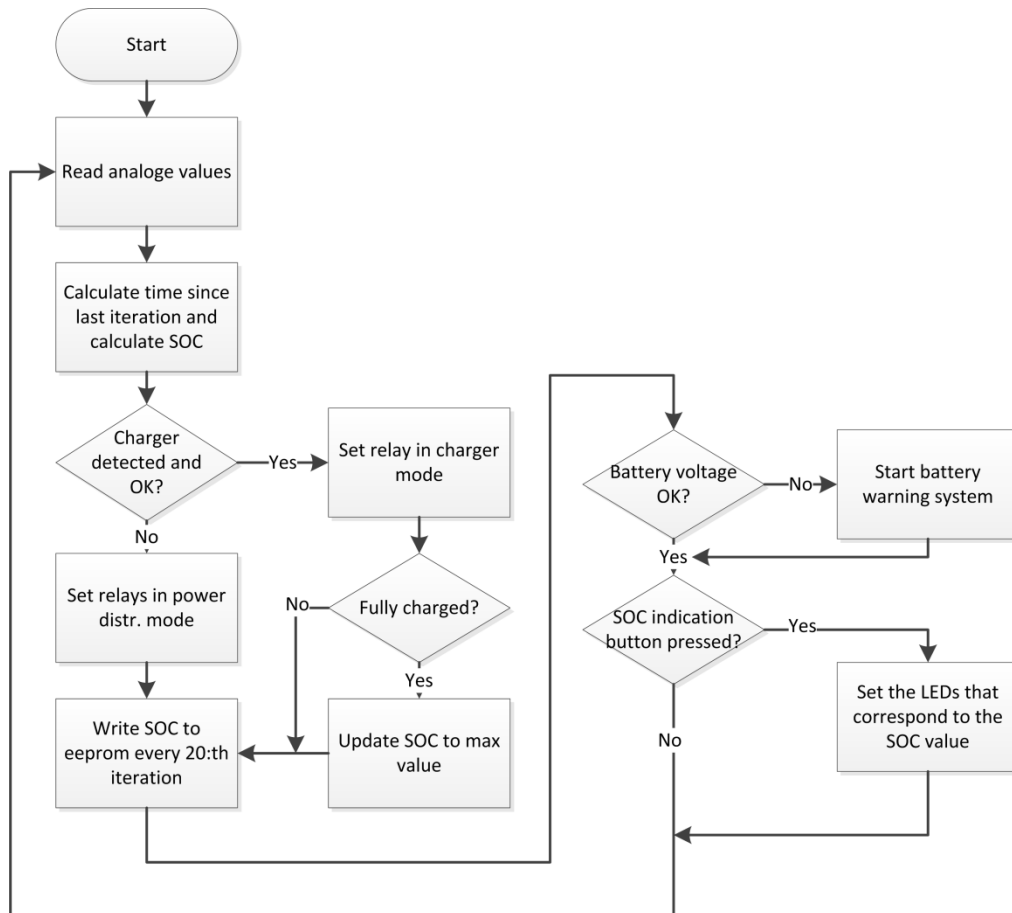 Start
Read analoge values
Calculate time since
last iteration and
calculate SOC
Charger
detected and
OK?
Yes
Set relay in charger
mode
No
Set relays in power
distr. mode
Fully charged?
No
Yes
Update SOC to max
value
Write SOC to
eeprom every 20:th
iteration
Battery voltage
OK?
No
Start battery
warning system
Yes
SOC indication
button pressed?
Yes
Set the LEDs that
correspond to the
SOC value
No